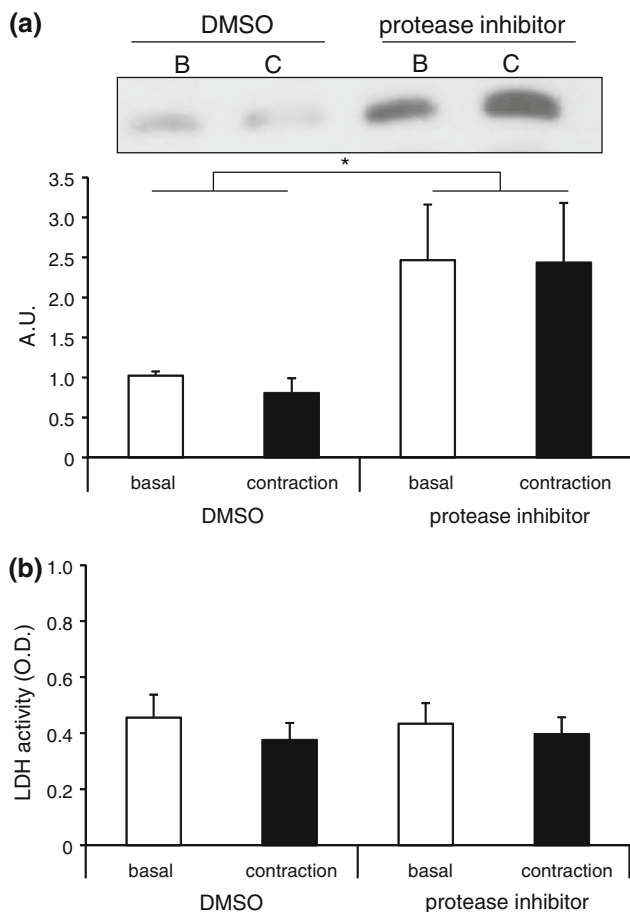 (a)
DMSO protease inhibitor
B C B C
*
3.5
3.0
2.5
2.0
1.5
1.0
0.5
0
A.U.
basal contraction basal contraction
DMSO protease inhibitor
(b)
1.0
0.8
0.6
0.4
0.2
0
LDH activity (O.D.)
basal contraction basal contraction
DMSO protease inhibitor